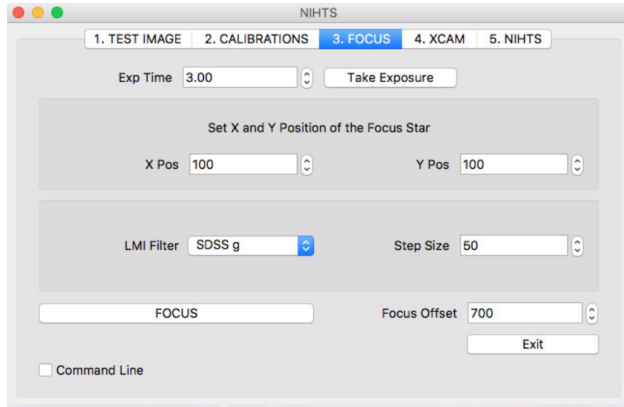 NIHTS
1. TEST IMAGE 2. CALIBRATIONS 3. FOCUS 4. XCAM 5. NIHTS
Exp Time 3.00 Take Exposure
Set X and Y Position of the Focus Star
X Pos 100 Y Pos 100
LMI Filter SDSS g Step Size 50
FOCUS Focus Offset 700
Exit
Command Line